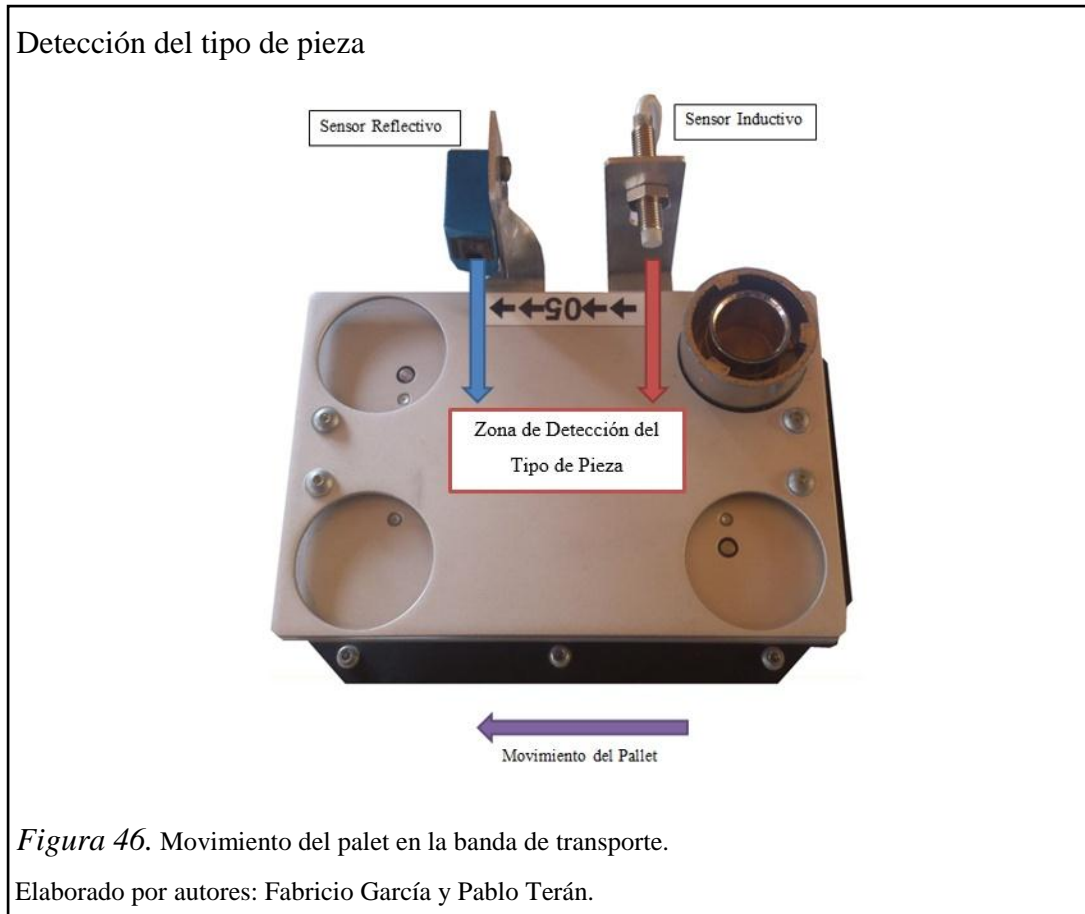 Detección del tipo de pieza
Sensor Reflectivo
Sensor Inductivo
05
Zona de Detección del
Tipo de Pieza
Movimiento del Pallet
Figura 46. Movimiento del palet en la banda de transporte.
Elaborado por autores: Fabricio García y Pablo Terán.